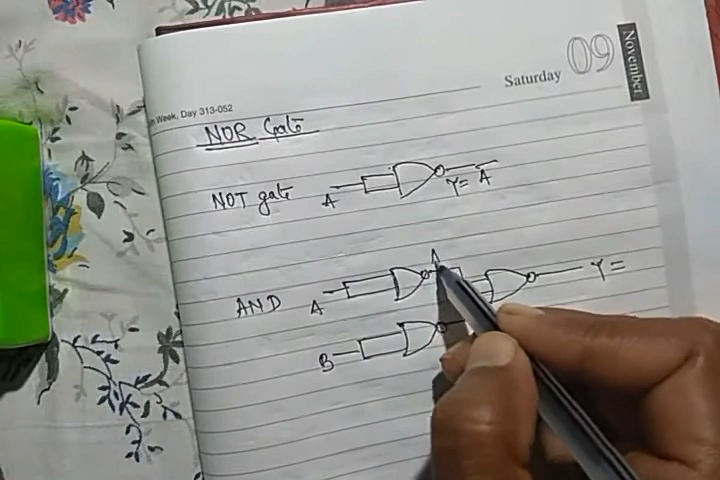 November
09
Saturday
Week, Day 313-052
NOR Gate
NOT gate A Y = A̅
A
AND A Y =
B